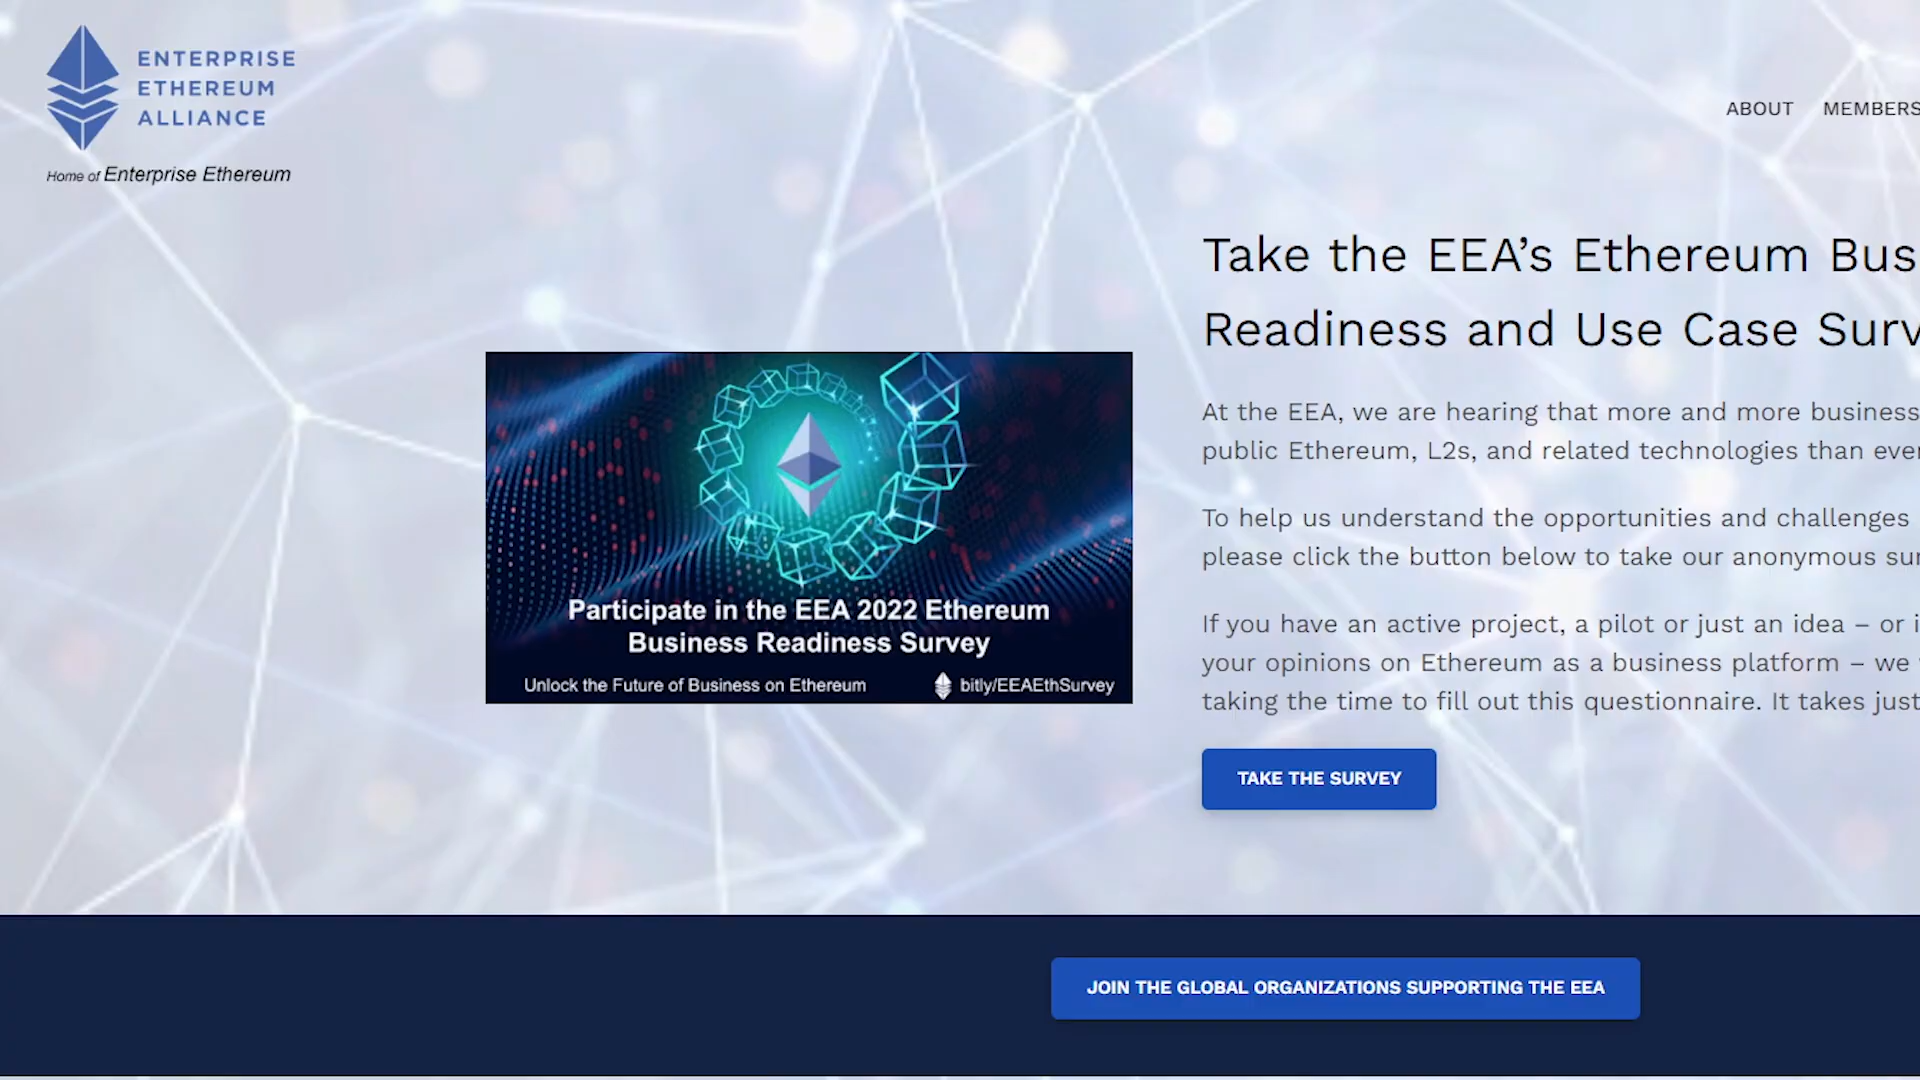 ENTERPRISE
ETHEREUM
ALLIANCE
Home of Enterprise Ethereum
ABOUT MEMBERS
Take the EEA’s Ethereum Bus
Readiness and Use Case Surv
At the EEA, we are hearing that more and more business
public Ethereum, L2s, and related technologies than ever
To help us understand the opportunities and challenges
please click the button below to take our anonymous sur
If you have an active project, a pilot or just an idea – or i
your opinions on Ethereum as a business platform – we
taking the time to fill out this questionnaire. It takes just
TAKE THE SURVEY
Participate in the EEA 2022 Ethereum
Business Readiness Survey
Unlock the Future of Business on Ethereum bitly/EEAEthSurvey
JOIN THE GLOBAL ORGANIZATIONS SUPPORTING THE EEA